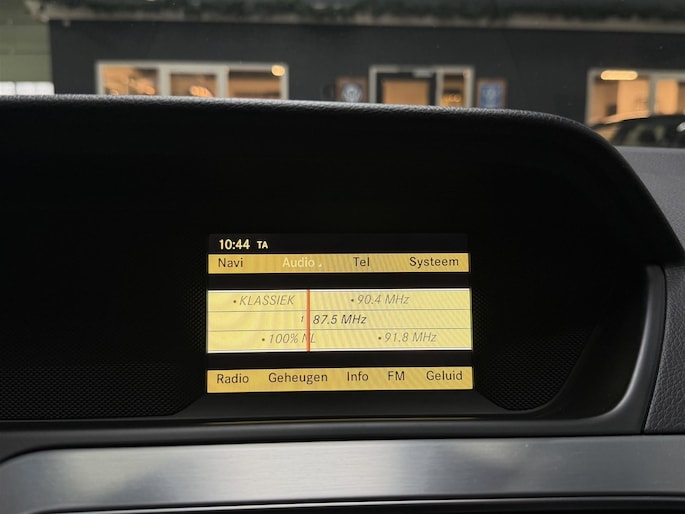 10:44 TA
Navi Audio Tel Systeem
• KLASSIEK • 90.4 MHz
87.5 MHz
• 100% NL • 91.8 MHz
Radio Geheugen Info FM Geluid